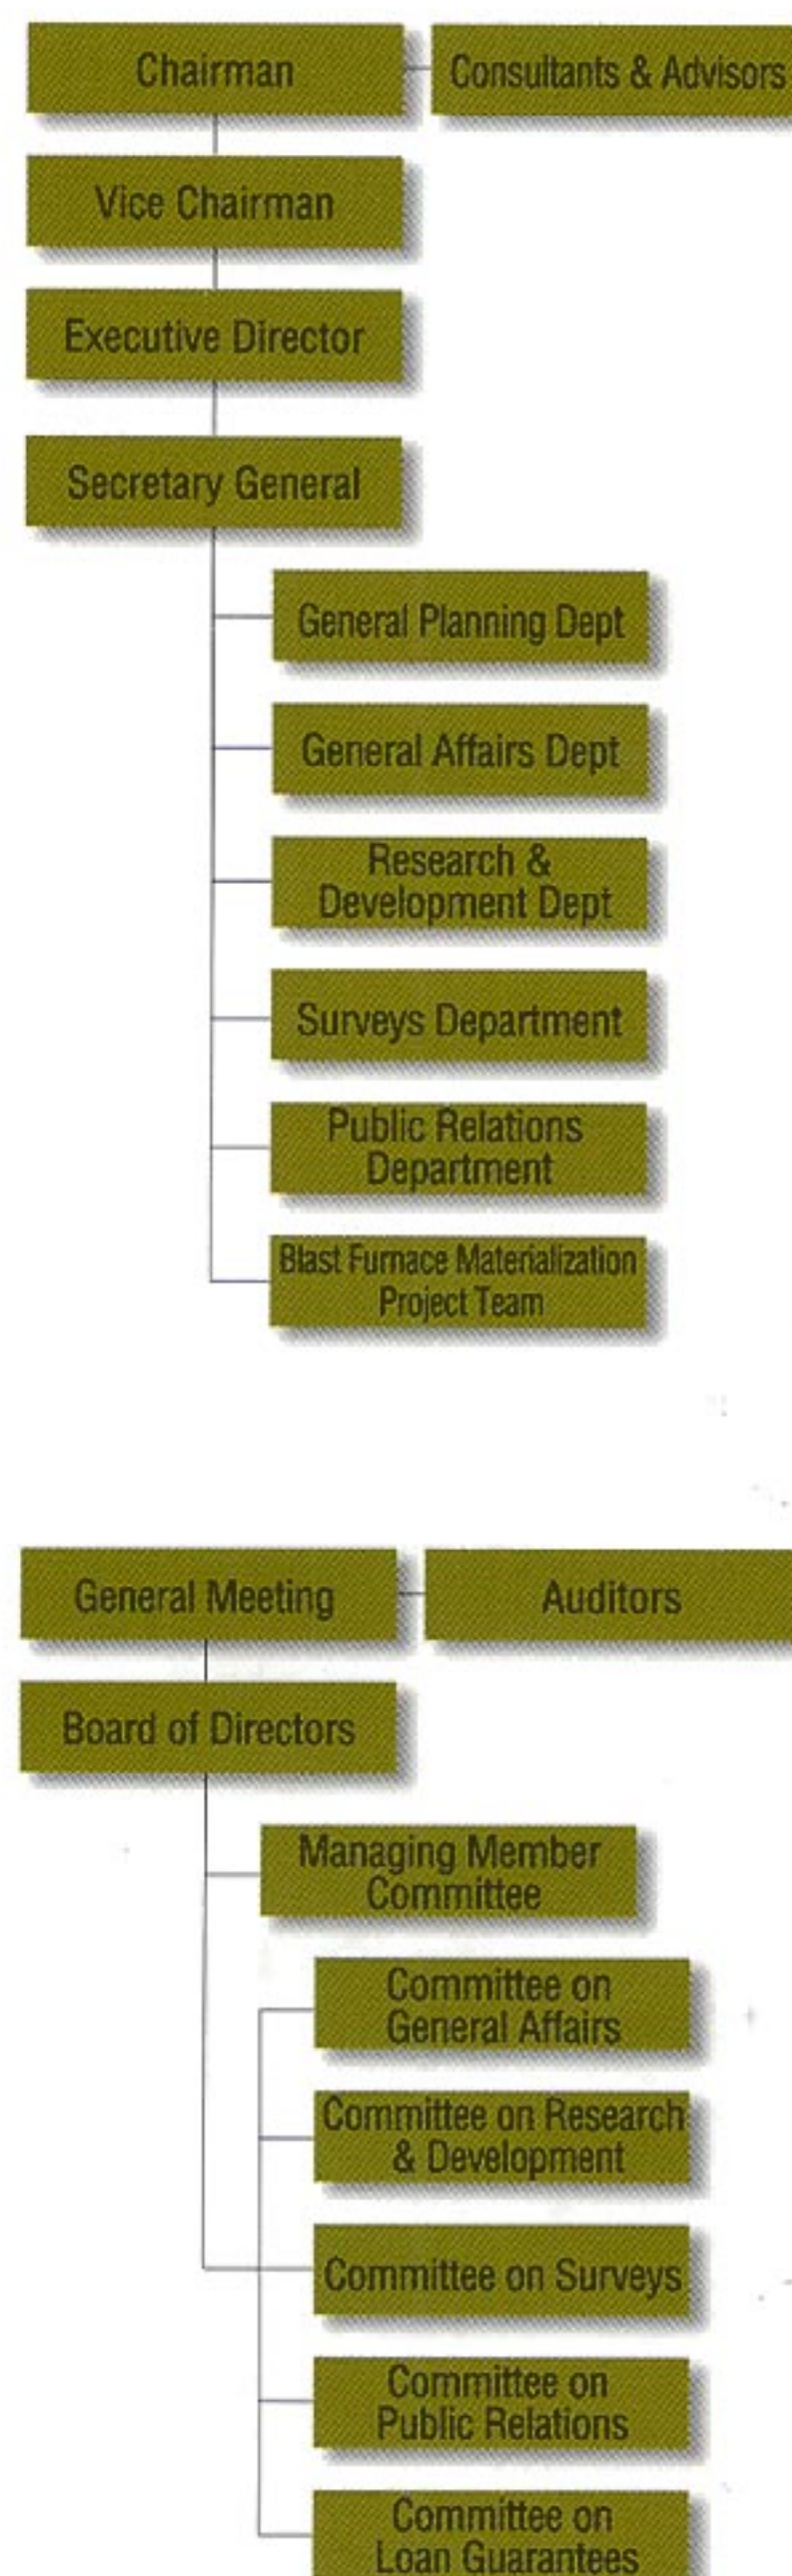 Chairman
Consultants & Advisors
Vice Chairman
Executive Director
Secretary General
General Planning Dept
General Affairs Dept
Research &
Development Dept
Surveys Department
Public Relations
Department
Blast Furnace Materialization
Project Team
General Meeting
Auditors
Board of Directors
Managing Member
Committee
Committee on
General Affairs
Committee on Research
& Development
Committee on Surveys
Committee on
Public Relations
Committee on
Loan Guarantees